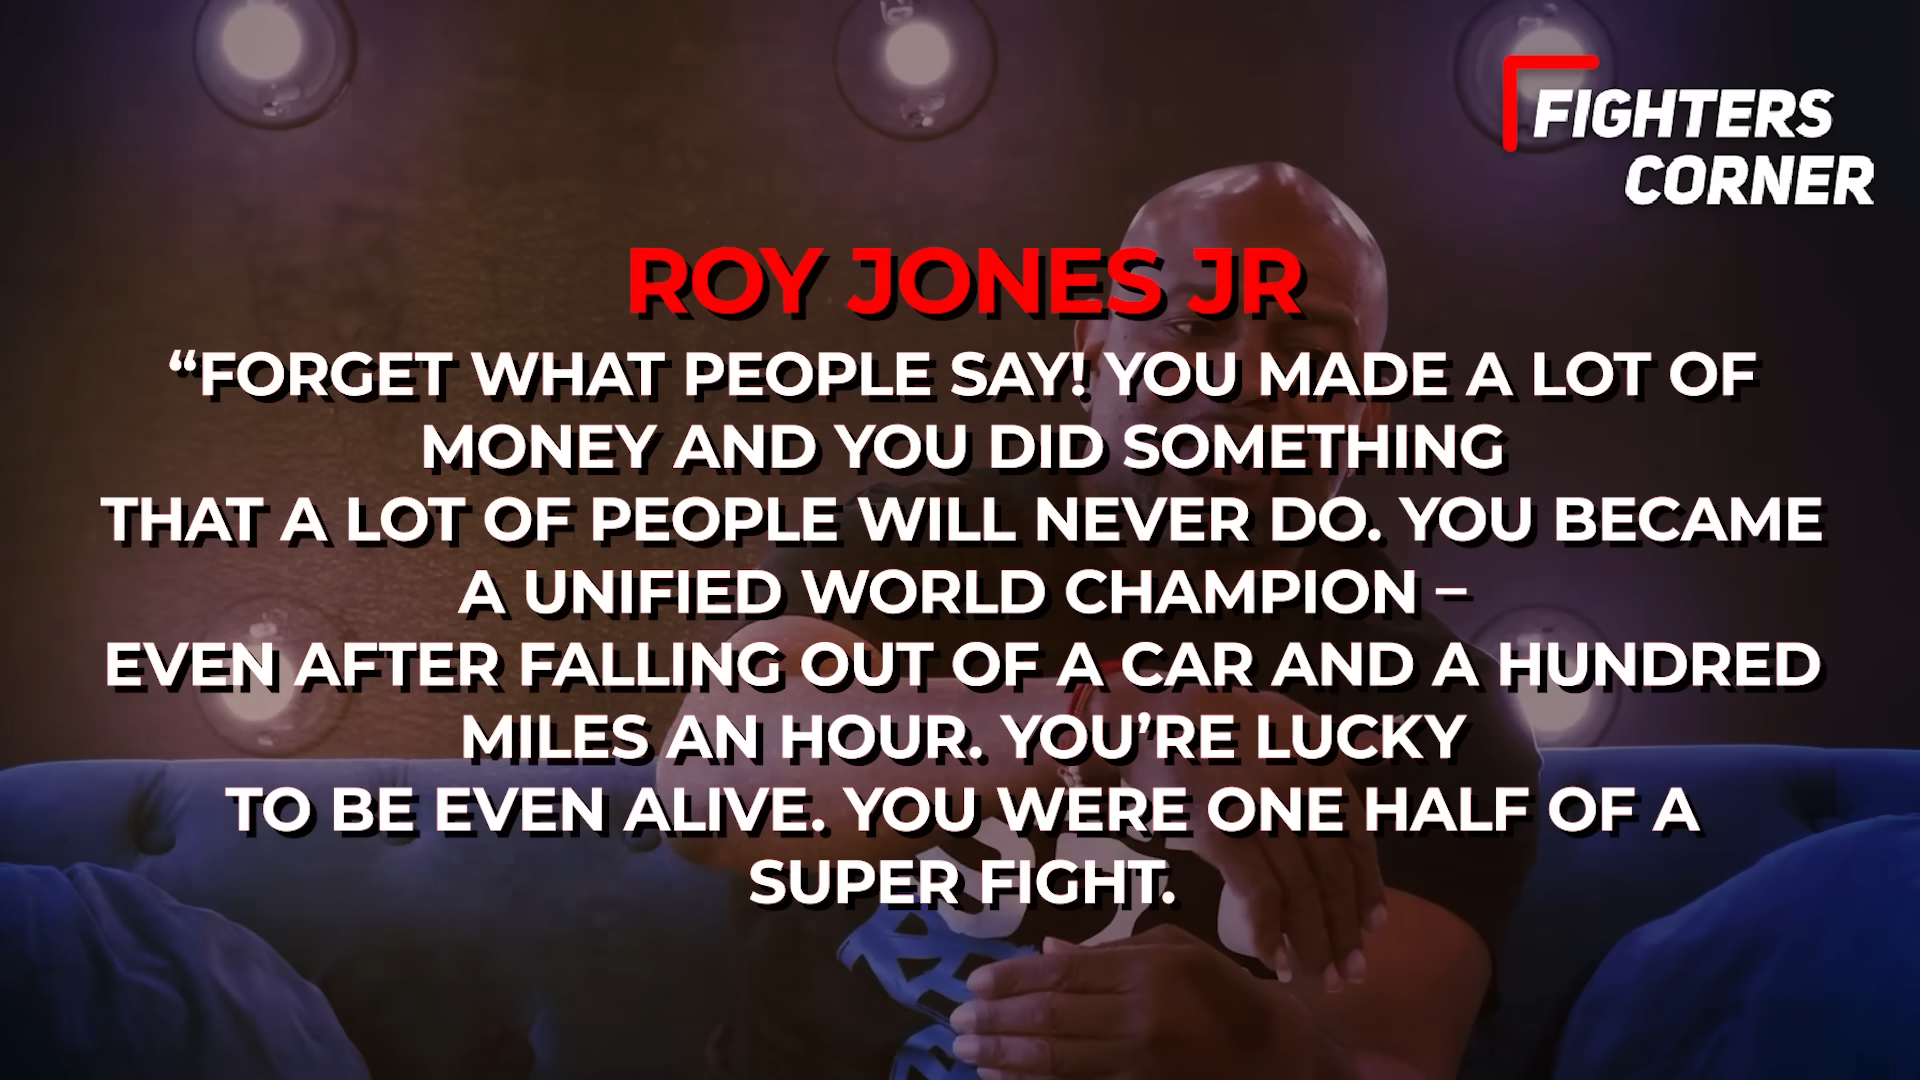 FIGHTERS
CORNER
ROY JONES JR
“FORGET WHAT PEOPLE SAY! YOU MADE A LOT OF
MONEY AND YOU DID SOMETHING
THAT A LOT OF PEOPLE WILL NEVER DO. YOU BECAME
A UNIFIED WORLD CHAMPION –
EVEN AFTER FALLING OUT OF A CAR AND A HUNDRED
MILES AN HOUR. YOU’RE LUCKY
TO BE EVEN ALIVE. YOU WERE ONE HALF OF A
SUPER FIGHT.